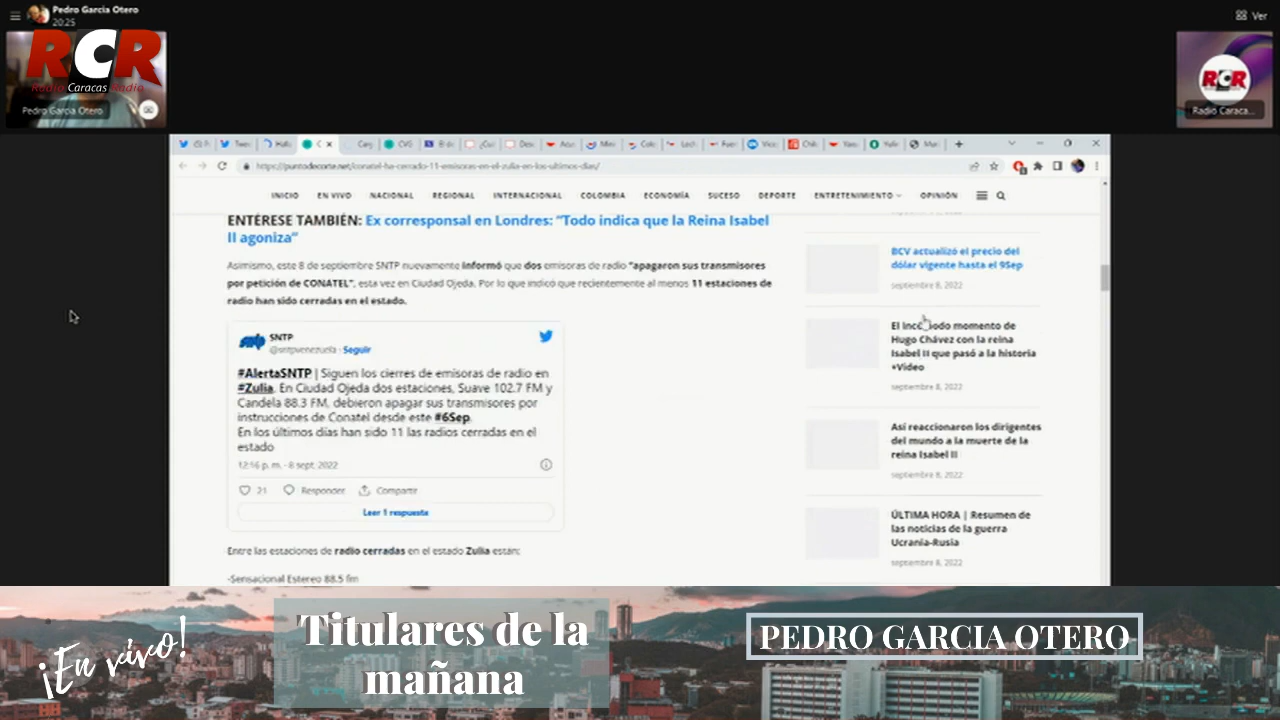 Pedro Garcia Otero
20:25
Ver
RCR
Radio Caracas Radio
Pedro Garcia Otero
RCR
Radio Caraca...
https://puntodecorte.net/conatel-ha-cerrado-11-emisoras-en-el-zulia-en-los-ultimos-dias/
INICIO EN VIVO NACIONAL REGIONAL INTERNACIONAL COLOMBIA ECONOMÍA SUCESO DEPORTE ENTRETENIMIENTO OPINIÓN
ENTÉRESE TAMBIÉN: Ex corresponsal en Londres: “Todo indica que la Reina Isabel
II agoniza”
Asimismo, este 8 de septiembre SNTP nuevamente informó que dos emisoras de radio “apagaron sus transmisores
por petición de CONATEL”, esta vez en Ciudad Ojeda. Por lo que indicó que recientemente al menos 11 estaciones de
radio han sido cerradas en el estado.
SNTP
@sntpvenezuela · Seguir
#AlertaSNTP | Siguen los cierres de emisoras de radio en
#Zulia. En Ciudad Ojeda dos estaciones, Suave 102.7 FM y
Candela 88.3 FM, debieron apagar sus transmisores por
instrucciones de Conatel desde este #6Sep.
En los últimos días han sido 11 las radios cerradas en el
estado
12:16 p. m. · 8 sept. 2022
21 Responder Compartir
Leer 1 respuesta
Entre las estaciones de radio cerradas en el estado Zulia están:
-Sensacional Estereo 88.5 fm
BCV actualizó el precio del
dólar vigente hasta el 9Sep
septiembre 8, 2022
El incómodo momento de
Hugo Chávez con la reina
Isabel II que pasó a la historia
+Video
septiembre 8, 2022
Así reaccionaron los dirigentes
del mundo a la muerte de la
reina Isabel II
septiembre 8, 2022
ÚLTIMA HORA | Resumen de
las noticias de la guerra
Ucrania-Rusia
septiembre 8, 2022
¡En vivo!
Titulares de la
mañana
PEDRO GARCIA OTERO